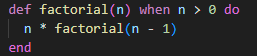 def factorial(n) when n > 0 do
  n * factorial(n - 1)
end